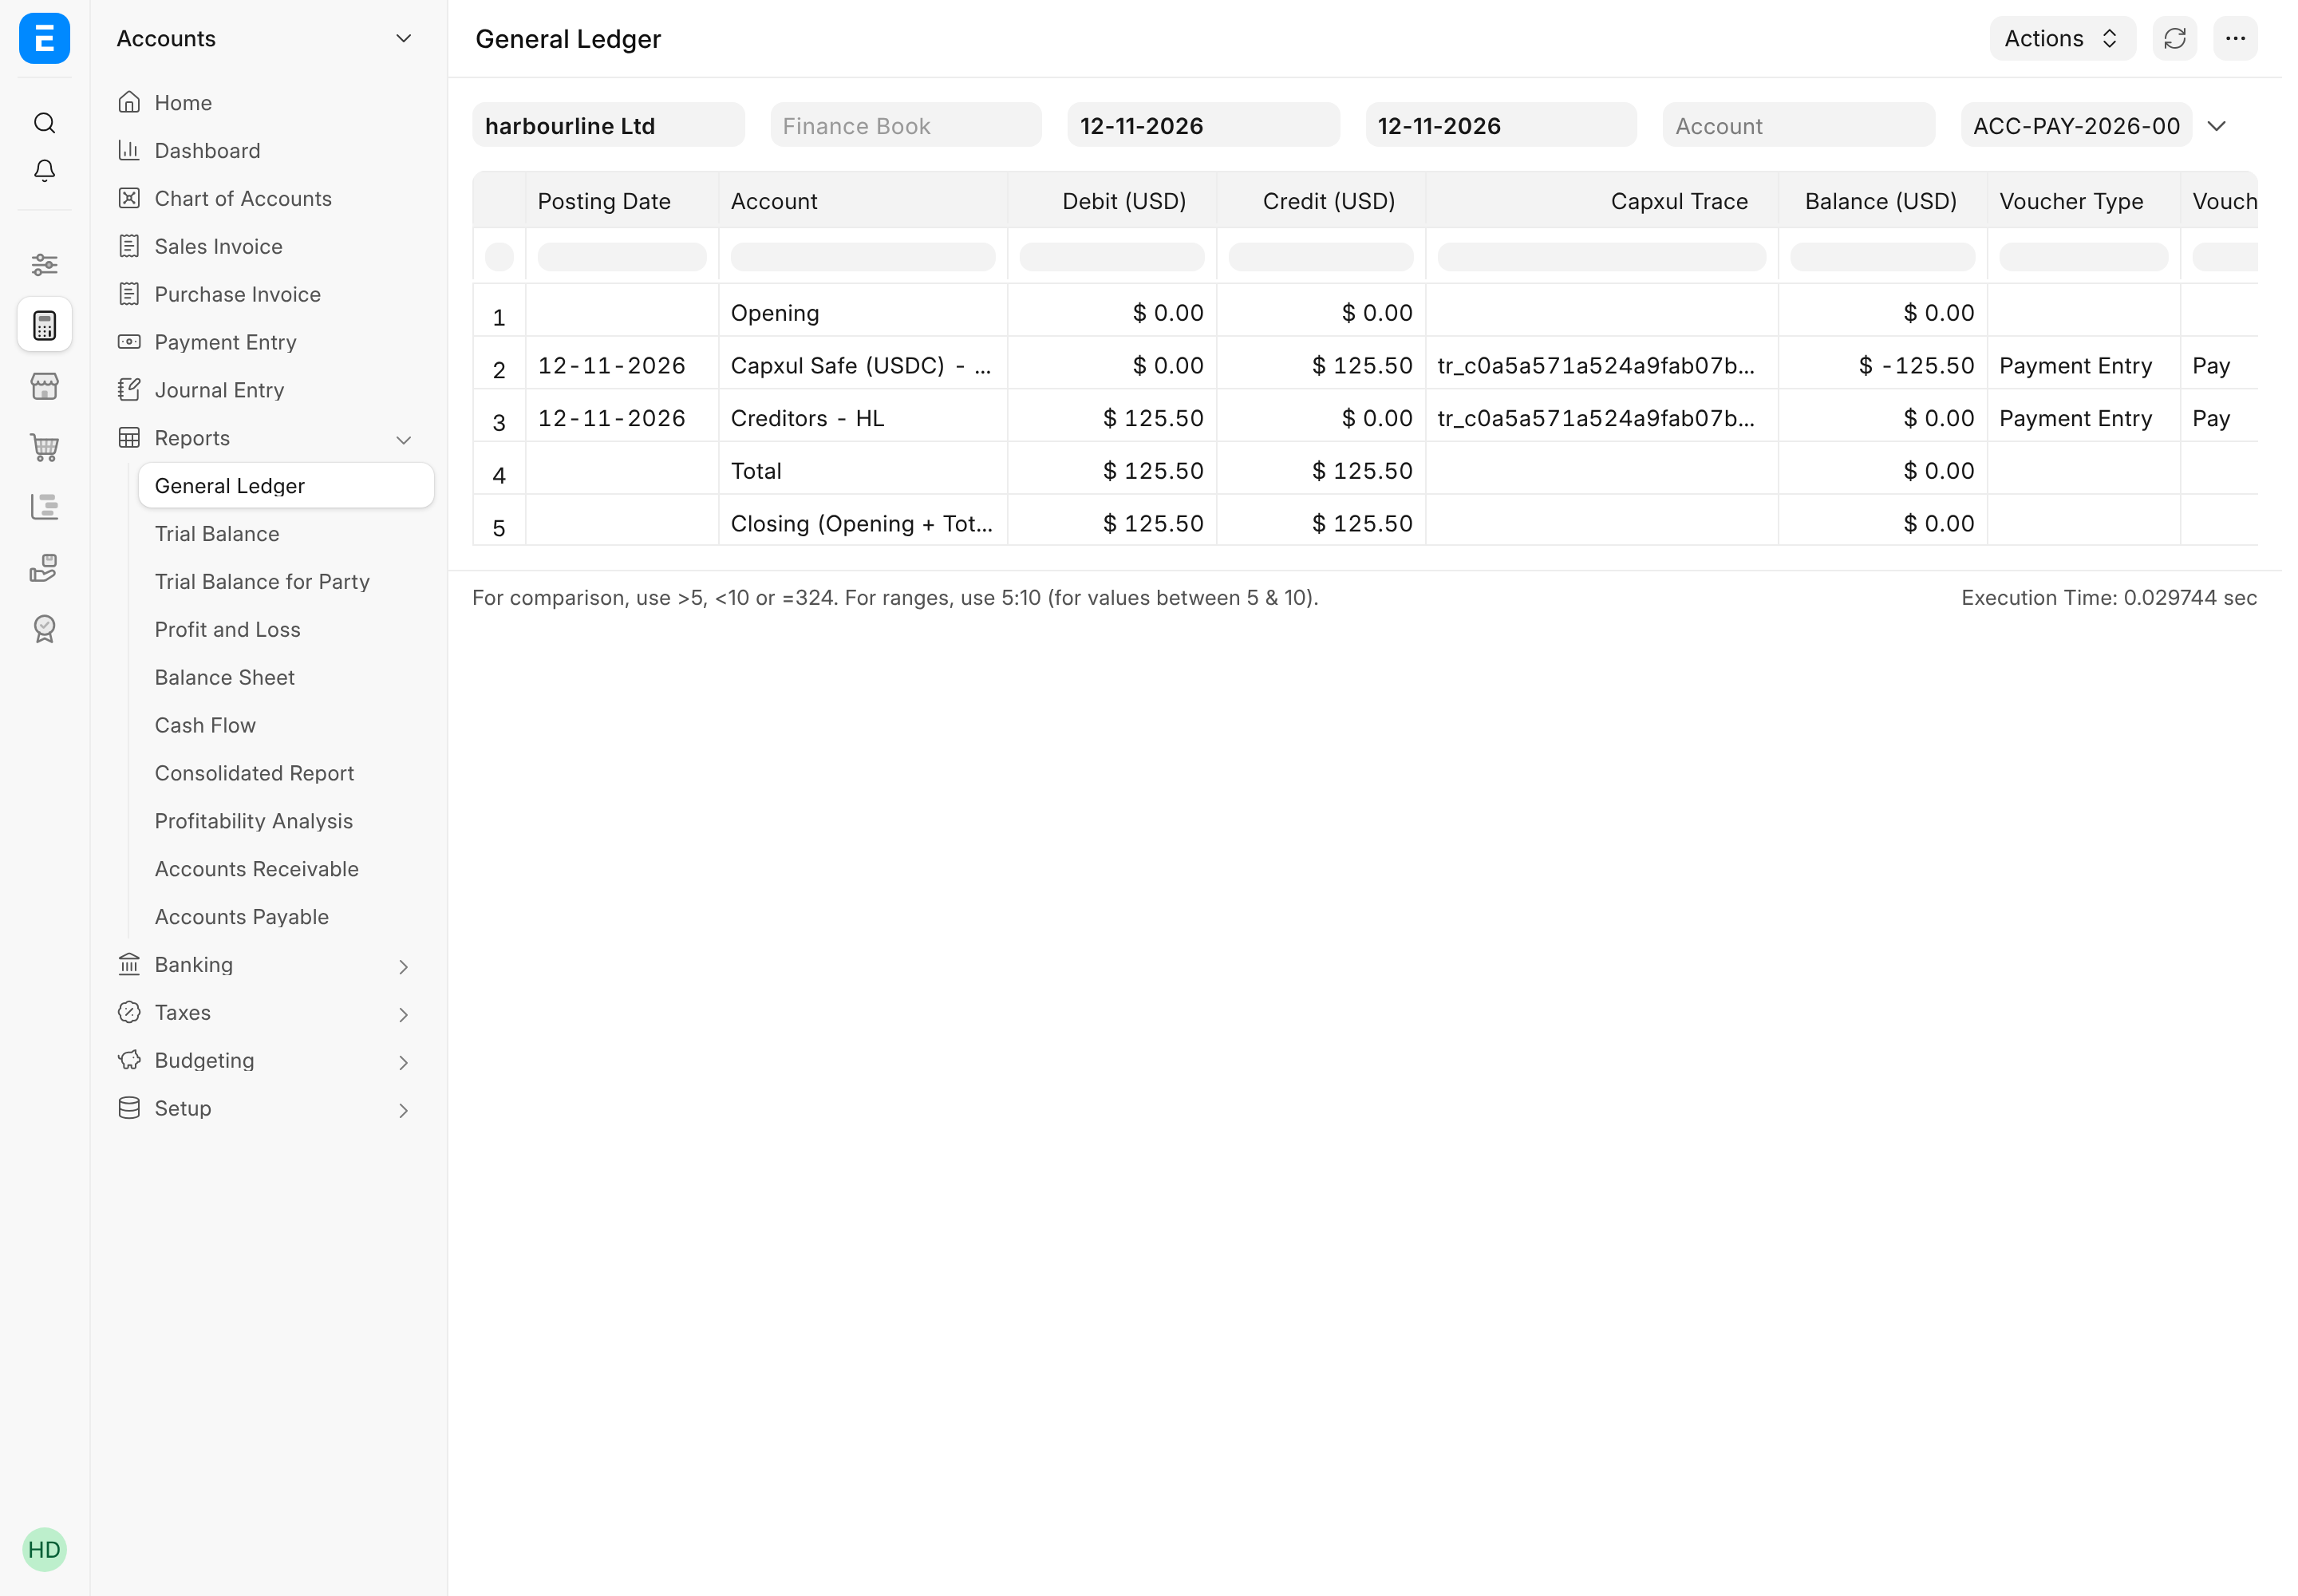 Accounts
Home
Dashboard
Chart of Accounts
Sales Invoice
Purchase Invoice
Payment Entry
Journal Entry
Reports
General Ledger
Trial Balance
Trial Balance for Party
Profit and Loss
Balance Sheet
Cash Flow
Consolidated Report
Profitability Analysis
Accounts Receivable
Accounts Payable
Banking
Taxes
Budgeting
Setup
HD
General Ledger
Actions
harbourline Ltd Finance Book 12-11-2026 12-11-2026 Account ACC-PAY-2026-00
Posting Date Account Debit (USD) Credit (USD) Capxul Trace Balance (USD) Voucher Type Vouch
1 Opening $ 0.00 $ 0.00 $ 0.00
2 12-11-2026 Capxul Safe (USDC) - ... $ 0.00 $ 125.50 tr_c0a5a571a524a9fab07b... $ -125.50 Payment Entry Pay
3 12-11-2026 Creditors - HL $ 125.50 $ 0.00 tr_c0a5a571a524a9fab07b... $ 0.00 Payment Entry Pay
4 Total $ 125.50 $ 125.50 $ 0.00
5 Closing (Opening + Tot... $ 125.50 $ 125.50 $ 0.00
For comparison, use >5, <10 or =324. For ranges, use 5:10 (for values between 5 & 10). Execution Time: 0.029744 sec